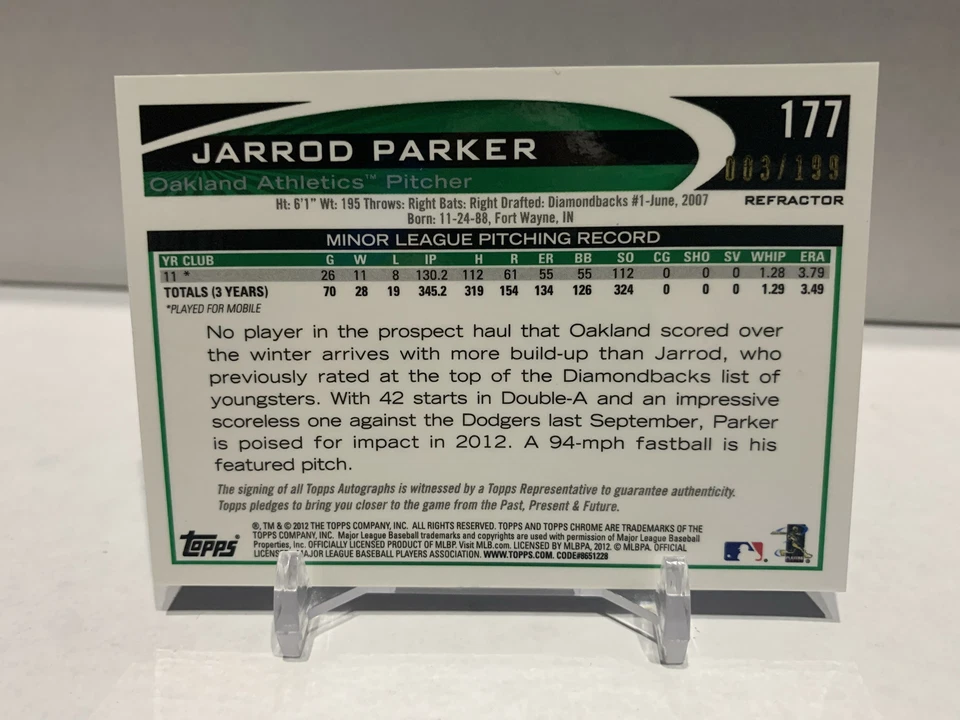 177
JARROD PARKER
003/199
Oakland Athletics™ Pitcher
REFRACTOR
Ht: 6'1" Wt: 195 Throws: Right Bats: Right Drafted: Diamondbacks #1-June, 2007
Born: 11-24-88, Fort Wayne, IN
MINOR LEAGUE PITCHING RECORD
YR CLUB G W L IP H R ER BB SO CG SHO SV WHIP ERA
11 * 26 11 8 130.2 112 61 55 55 112 0 0 0 1.28 3.79
TOTALS (3 YEARS) 70 28 19 345.2 319 154 134 126 324 0 0 0 1.29 3.49
*PLAYED FOR MOBILE
No player in the prospect haul that Oakland scored over
the winter arrives with more build-up than Jarrod, who
previously rated at the top of the Diamondbacks list of
youngsters. With 42 starts in Double-A and an impressive
scoreless one against the Dodgers last September, Parker
is poised for impact in 2012. A 94-mph fastball is his
featured pitch.
The signing of all Topps Autographs is witnessed by a Topps Representative to guarantee authenticity.
Topps pledges to bring you closer to the game from the Past, Present & Future.
topps®
®, TM & © 2012 THE TOPPS COMPANY, INC. ALL RIGHTS RESERVED. TOPPS AND TOPPS CHROME ARE TRADEMARKS OF THE
TOPPS COMPANY, INC. Major League Baseball trademarks and copyrights are used with permission of Major League Baseball
Properties, Inc. OFFICIALLY LICENSED PRODUCT OF MLBP. Visit MLB.com. LICENSED BY MLBPA, 2012. © MLBPA. OFFICIAL
LICENS MAJOR LEAGUE BASEBALL PLAYERS ASSOCIATION. WWW.TOPPS.COM. CODE#8651228